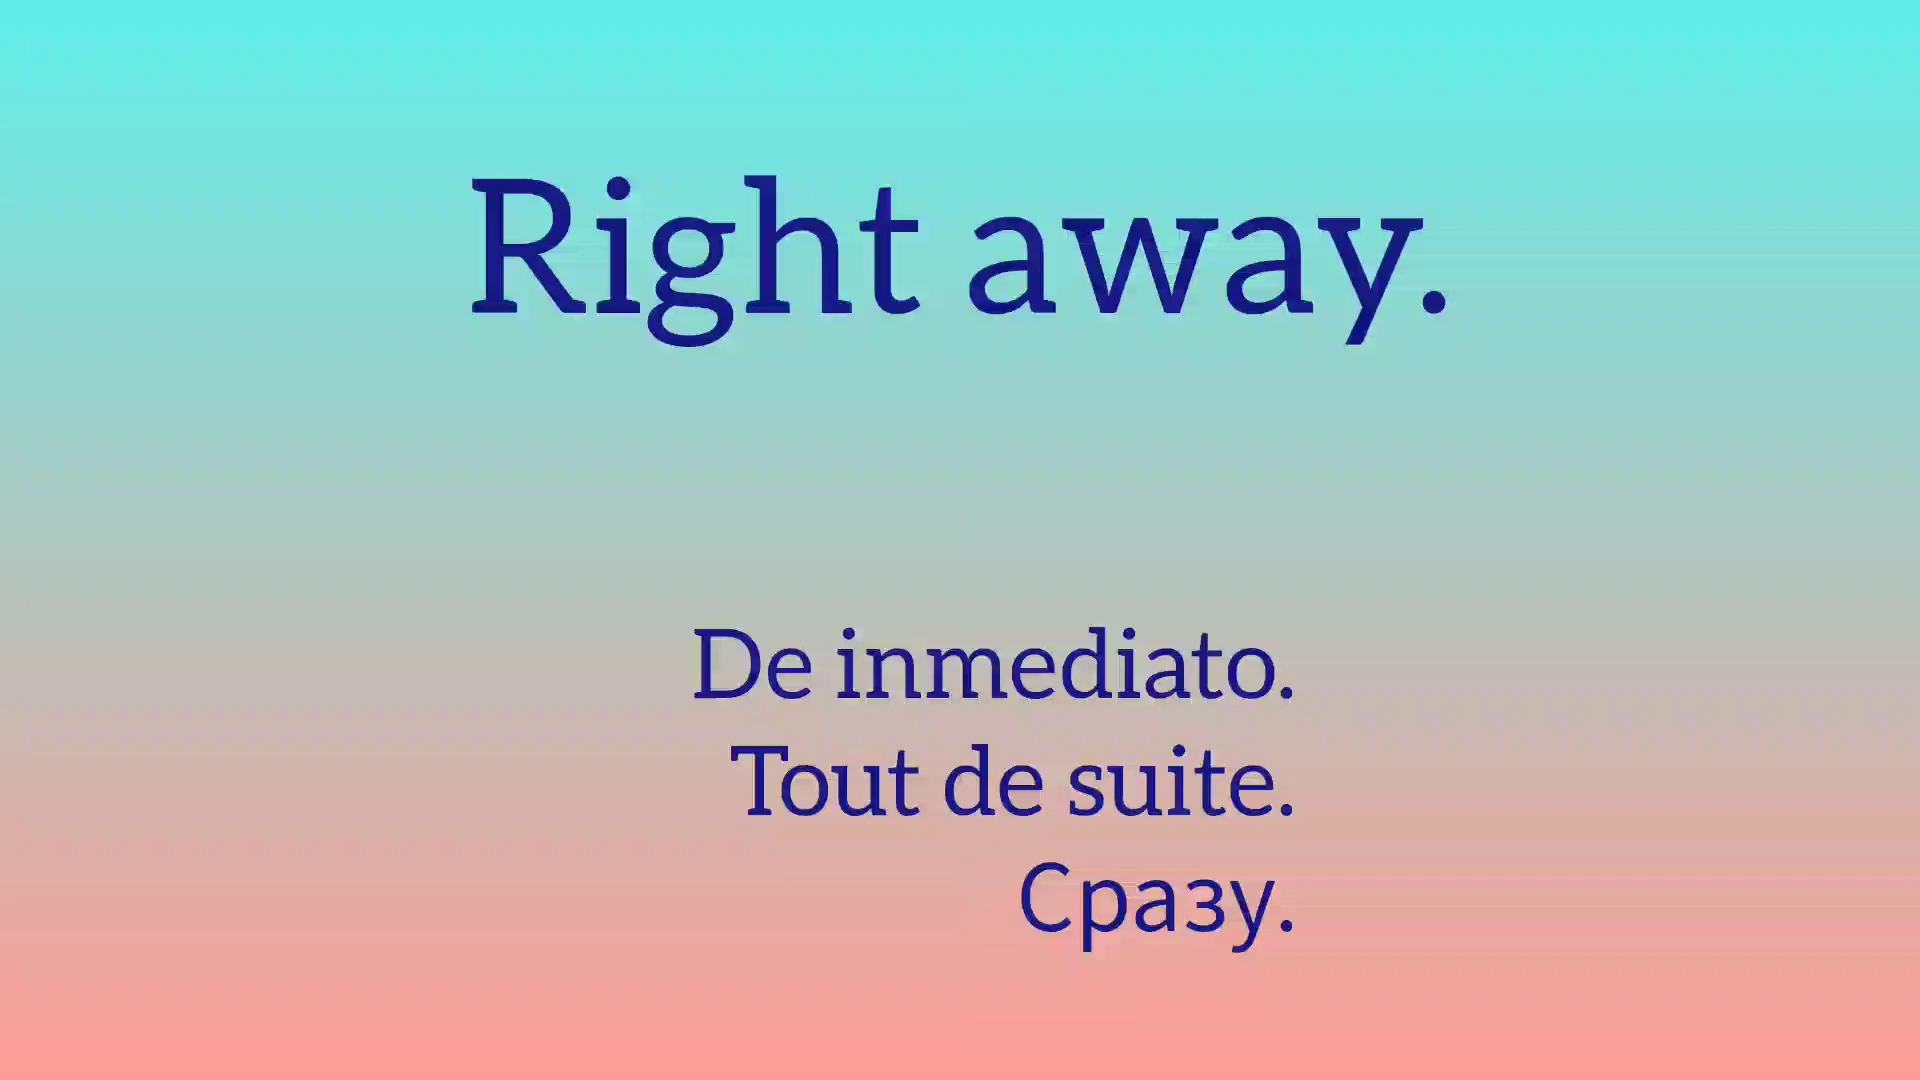 Right away.
De inmediato.
Tout de suite.
Сразу.